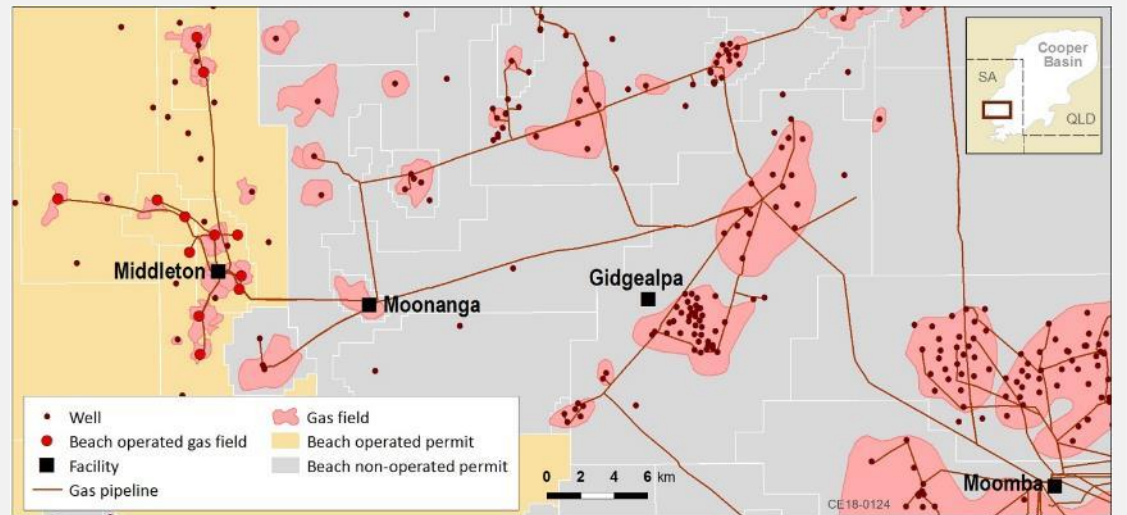 Cooper
Basin
SA
QLD
Gidgealpa
Middleton
Moonanga
Moomba
Well
Beach operated gas field
Facility
Gas pipeline
Gas field
Beach operated permit
Beach non-operated permit
0 2 4 6 km
CE18-0124